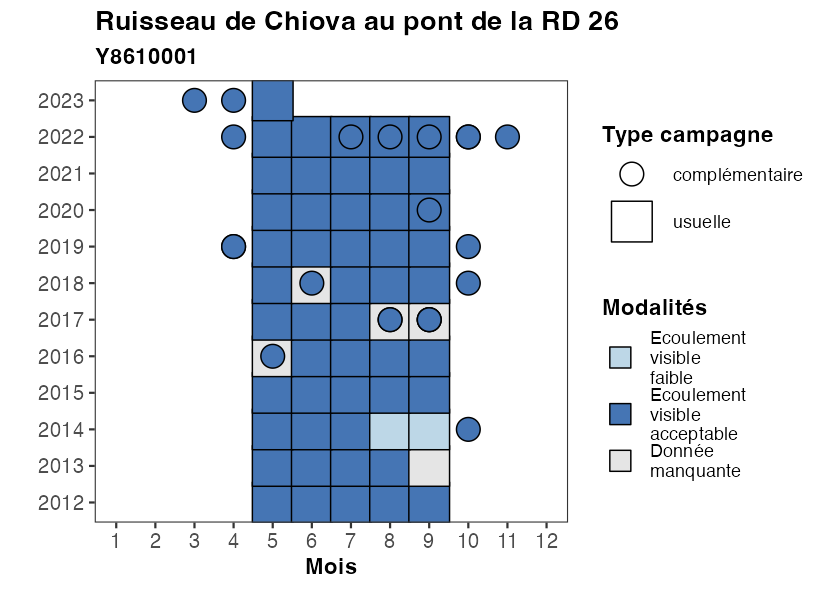 Ruisseau de Chiova au pont de la RD 26
Y8610001
2023
2022
2021
2020
2019
2018
2017
2016
2015
2014
2013
2012
1 2 3 4 5 6 7 8 9 10 11 12
Mois
Type campagne
complémentaire
usuelle
Modalités
Ecoulement
visible
faible
Ecoulement
visible
acceptable
Donnée
manquante